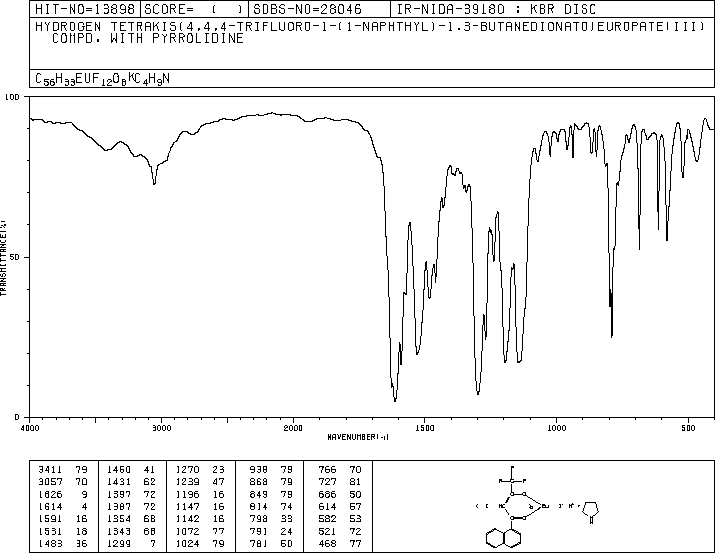 HIT-NO=13898 SCORE= ( ) SDBS-NO=28046 IR-NIDA-39180 : KBR DISC
HYDROGEN TETRAKIS(4,4,4-TRIFLUORO-1-(1-NAPHTHYL)-1,3-BUTANEDIONATO)EUROPATE(III)
COMPD. WITH PYRROLIDINE
C56H33EUF12O8KC4H9N
100
50
0
TRANSMITTANCE(%)
4000 3000 2000 1500 1000 500
WAVENUMBER(-1)
3411 79 1460 41 1270 23 938 79 766 70
3057 70 1431 62 1239 47 868 79 727 81
1626 9 1397 72 1196 16 849 79 686 50
1614 4 1387 72 1147 16 814 74 614 57
1591 16 1354 68 1142 16 798 33 582 53
1531 18 1343 68 1072 77 791 24 521 72
1483 36 1299 7 1024 79 781 50 468 77